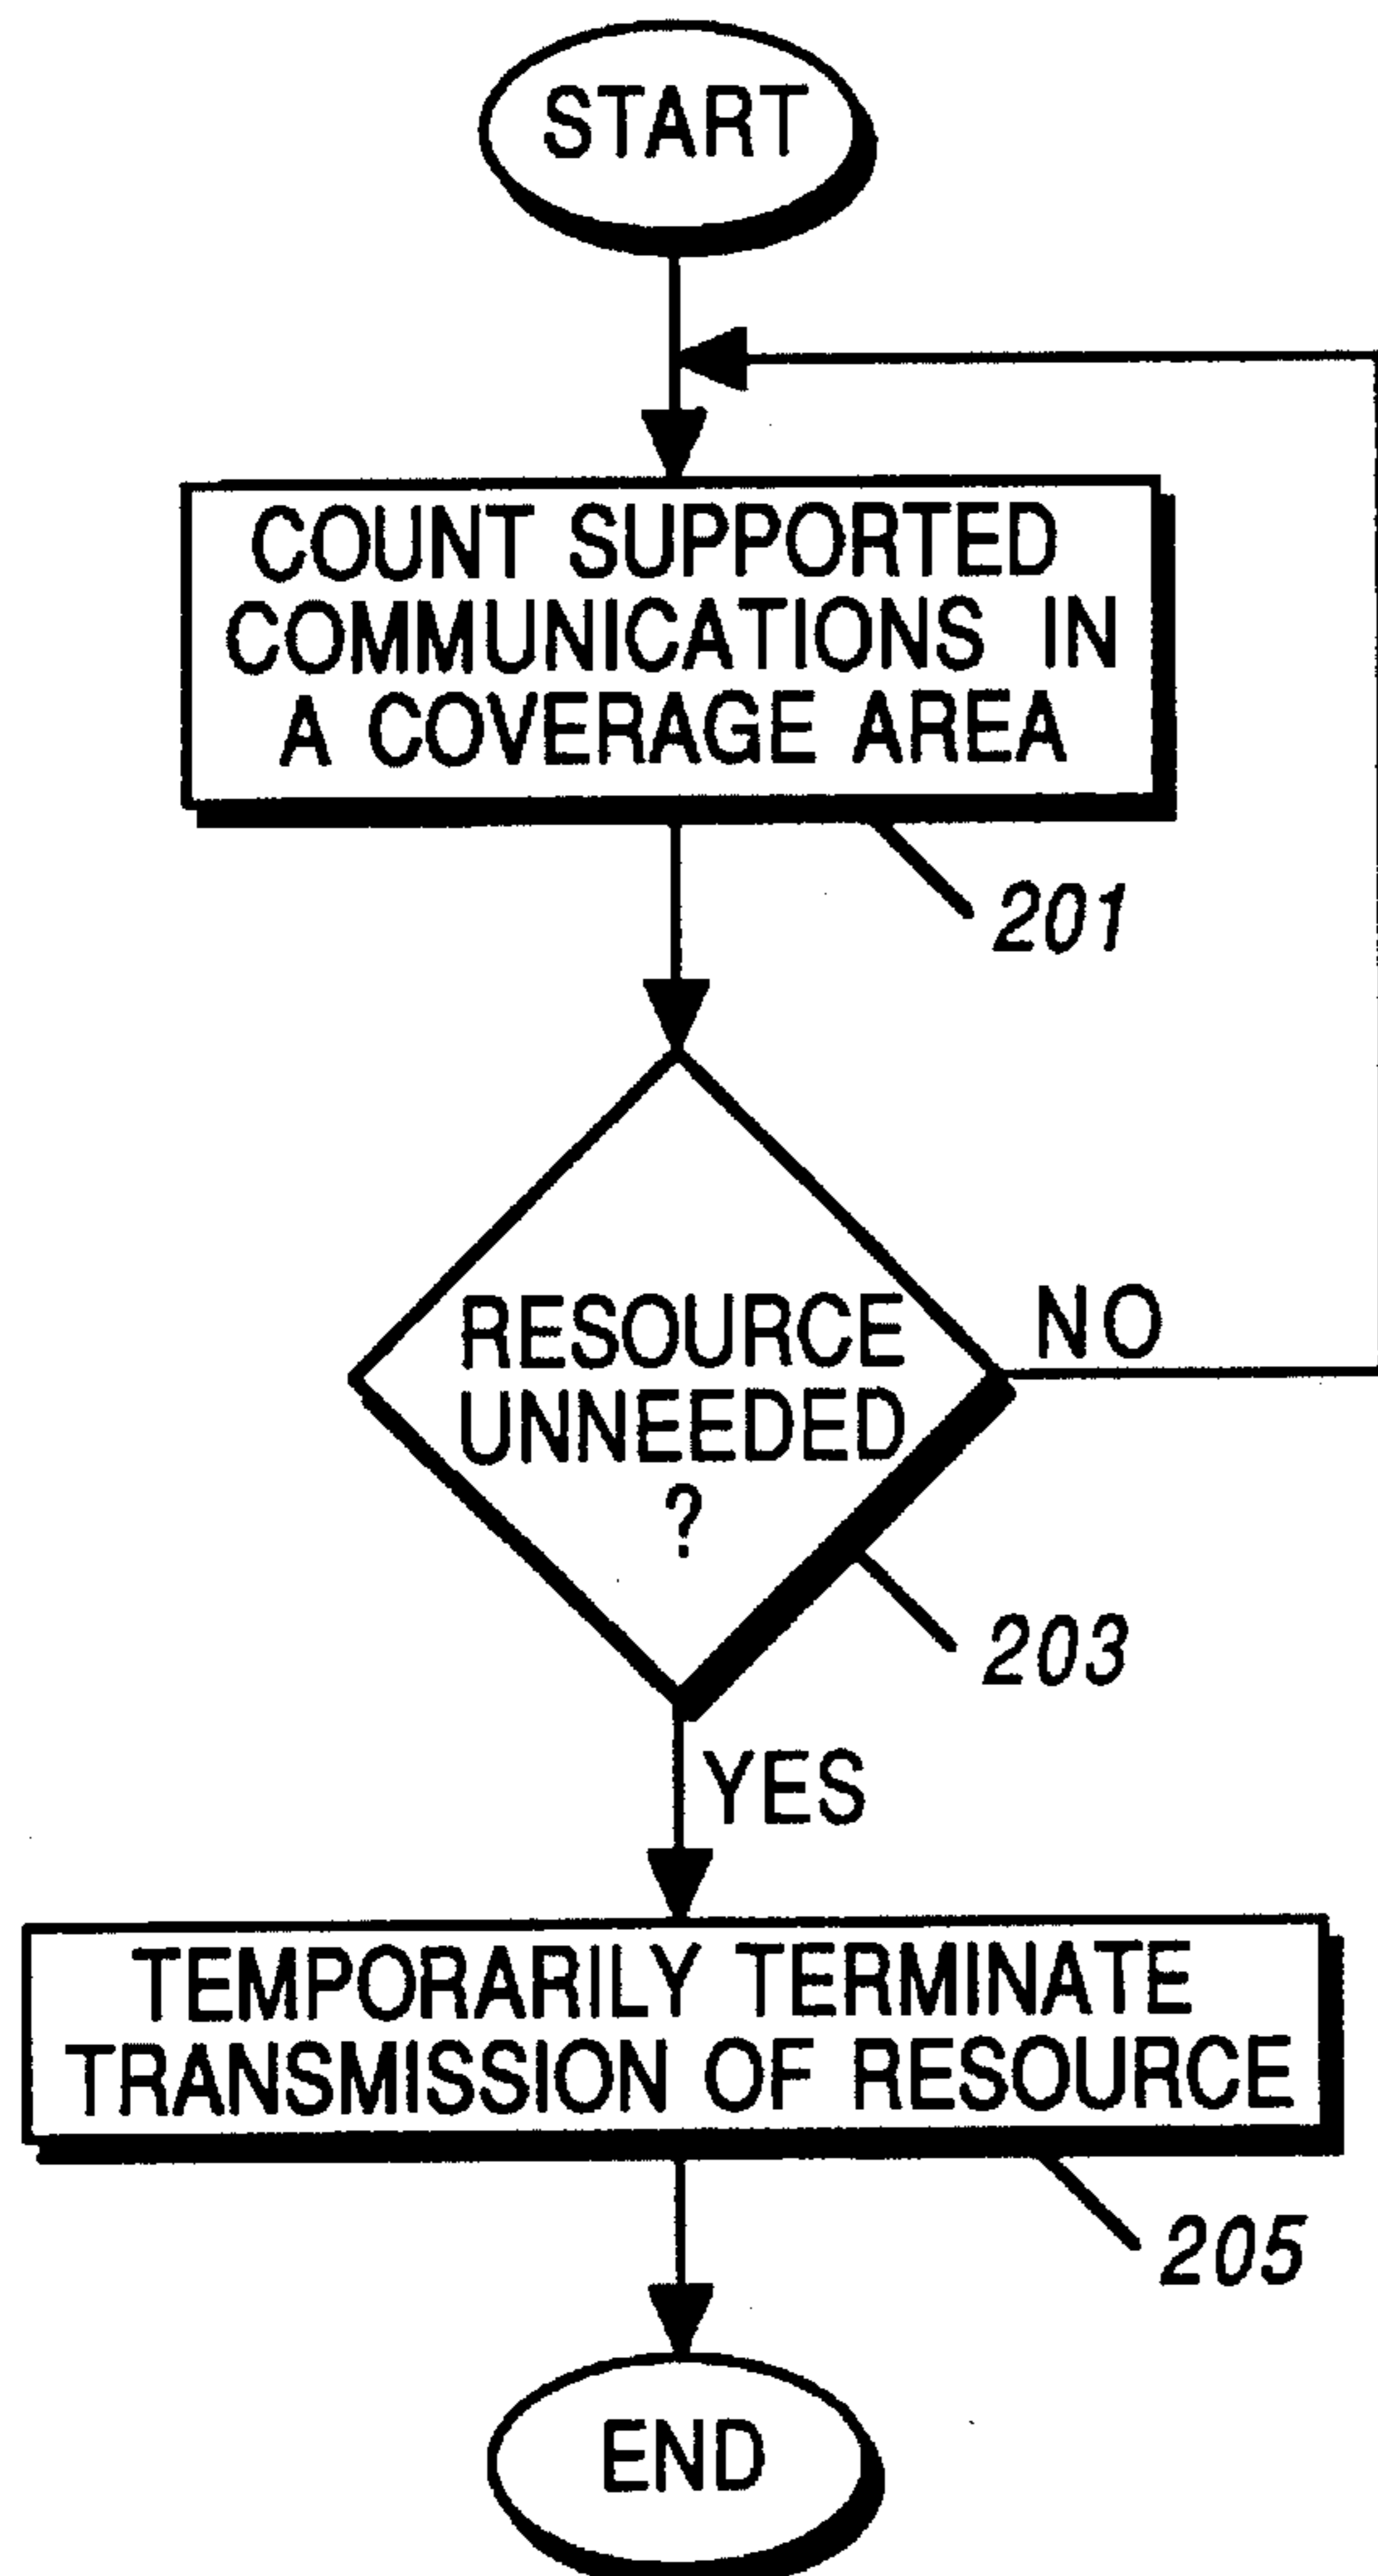 START
COUNT SUPPORTED
COMMUNICATIONS IN
A COVERAGE AREA
201
RESOURCE
UNNEEDED
?
NO
203
YES
TEMPORARILY TERMINATE
TRANSMISSION OF RESOURCE
205
END